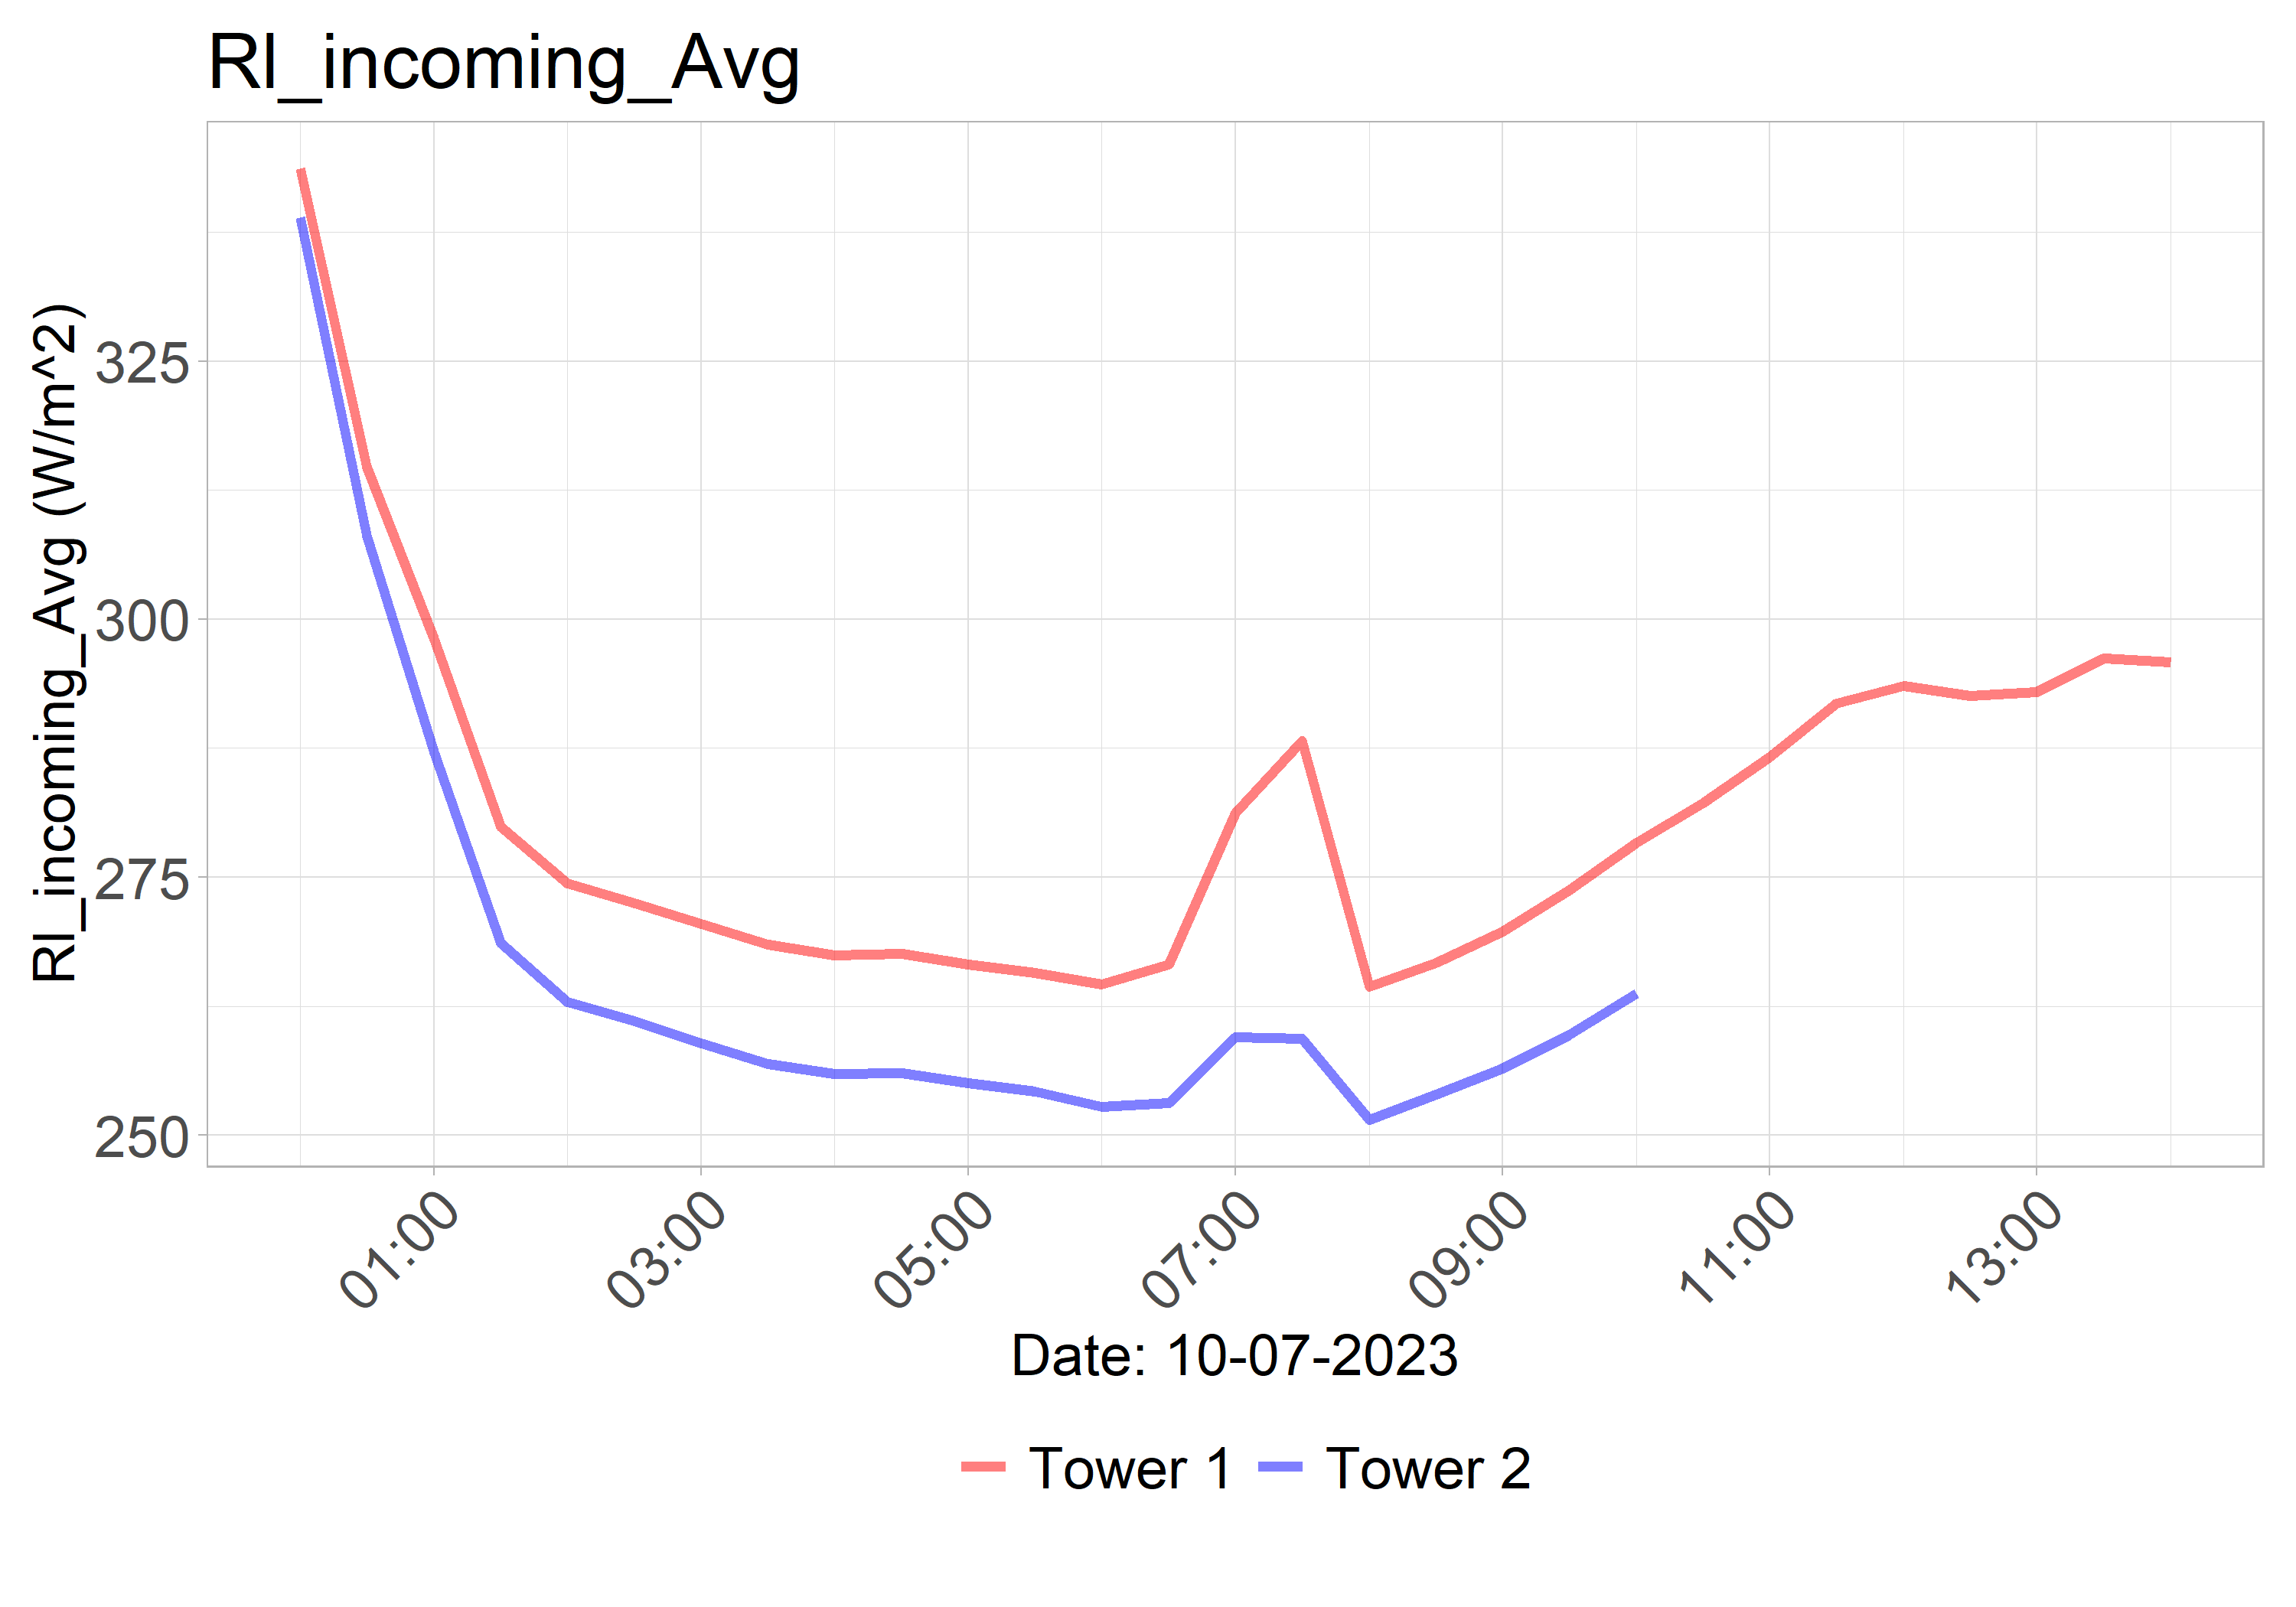 Rl_incoming_Avg
Rl_incoming_Avg (W/m^2)
325
300
275
250
01:00
03:00
05:00
07:00
09:00
11:00
13:00
Date: 10-07-2023
Tower 1
Tower 2